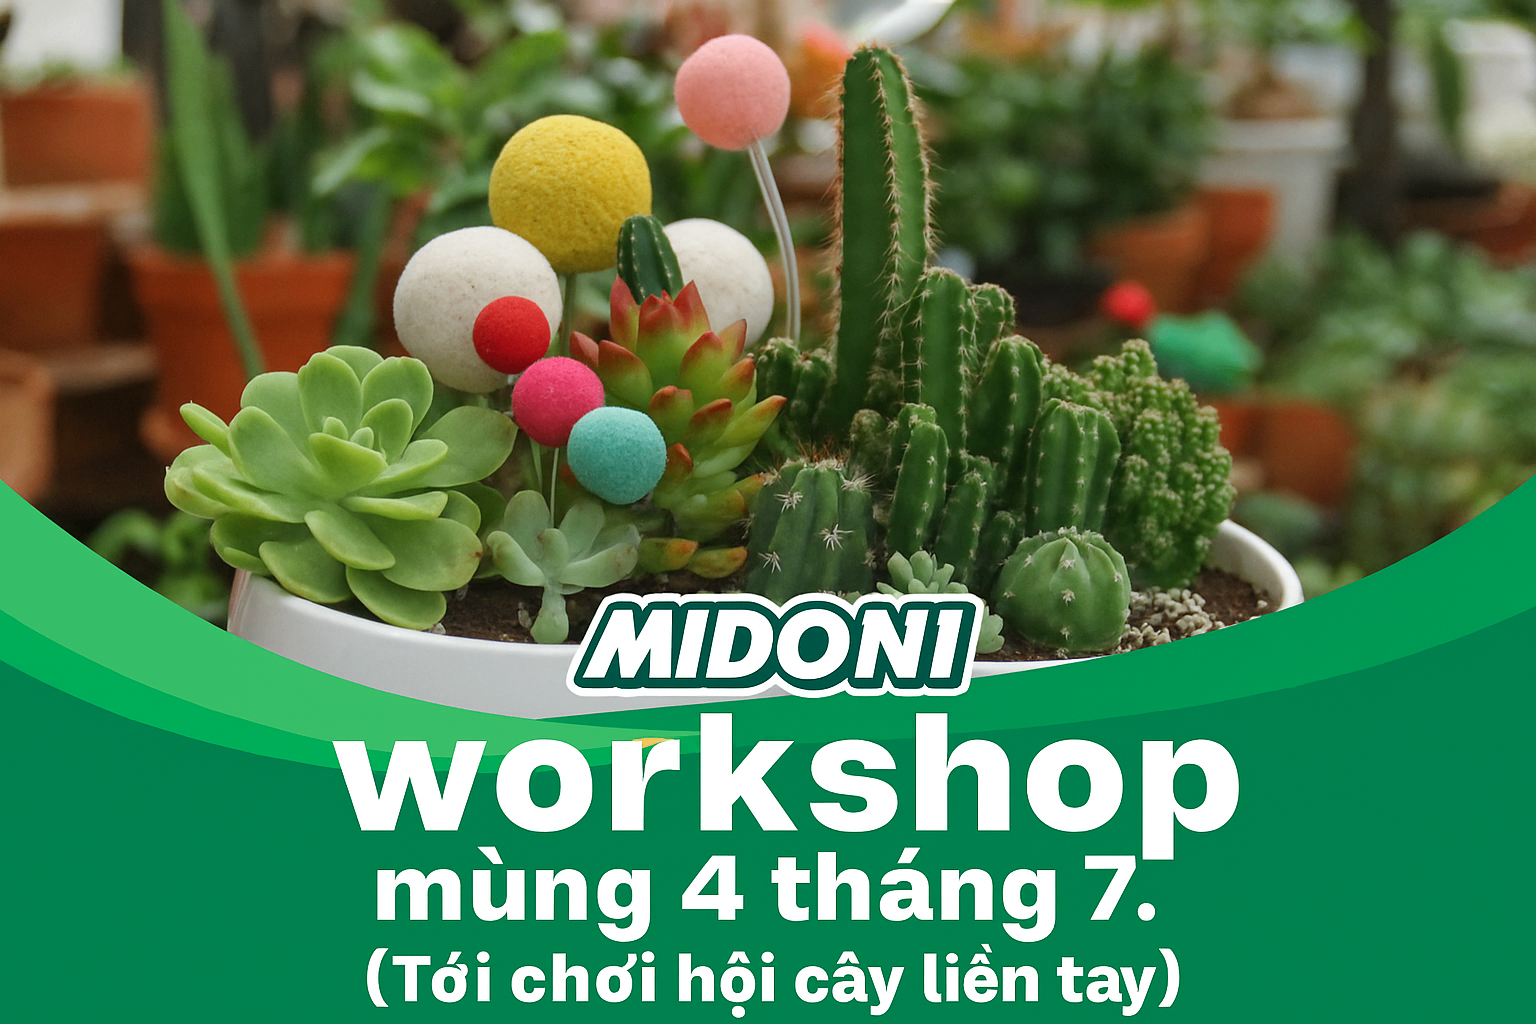 MIDONI
workshop
mùng 4 tháng 7.
(Tới chơi hội cây liền tay)